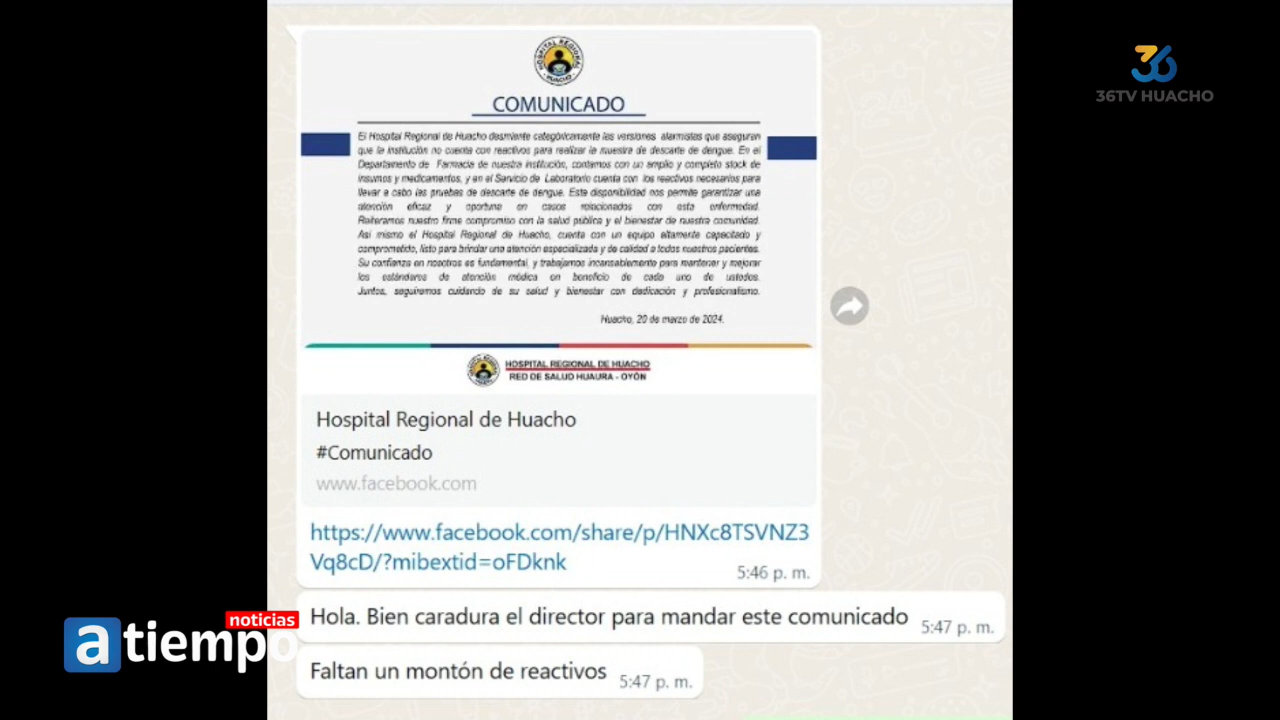 HOSPITAL REGIONAL
HUACHO
COMUNICADO
El Hospital Regional de Huacho desmiente categóricamente las versiones alarmistas que aseguran
que la institución no cuenta con reactivos para realizar la muestra de descarte de dengue. En el
Departamento de Farmacia de nuestra institución, contamos con un amplio y completo stock de
insumos y medicamentos, y en el Servicio de Laboratorio cuenta con los reactivos necesarios para
llevar a cabo las pruebas de descarte de dengue. Esta disponibilidad nos permite garantizar una
atención eficaz y oportuna en casos relacionados con esta enfermedad.
Reiteramos nuestro firme compromiso con la salud pública y el bienestar de nuestra comunidad.
Así mismo el Hospital Regional de Huacho, cuenta con un equipo altamente capacitado y
comprometido, listo para brindar una atención especializada y de calidad a todos nuestros pacientes.
Su confianza en nosotros es fundamental, y trabajamos incansablemente para mantener y mejorar
los estándares de atención médica en beneficio de cada uno de ustedes.
Juntos, seguiremos cuidando de su salud y bienestar con dedicación y profesionalismo.
Huacho, 20 de marzo de 2024.
HOSPITAL REGIONAL DE HUACHO
RED DE SALUD HUAURA - OYÓN
Hospital Regional de Huacho
#Comunicado
www.facebook.com
https://www.facebook.com/share/p/HNXc8TSVNZ3
Vq8cD/?mibextid=oFDknk
5:46 p. m.
Hola. Bien caradura el director para mandar este comunicado
5:47 p. m.
Faltan un montón de reactivos
5:47 p. m.
36
36TV HUACHO
noticias
a tiempo